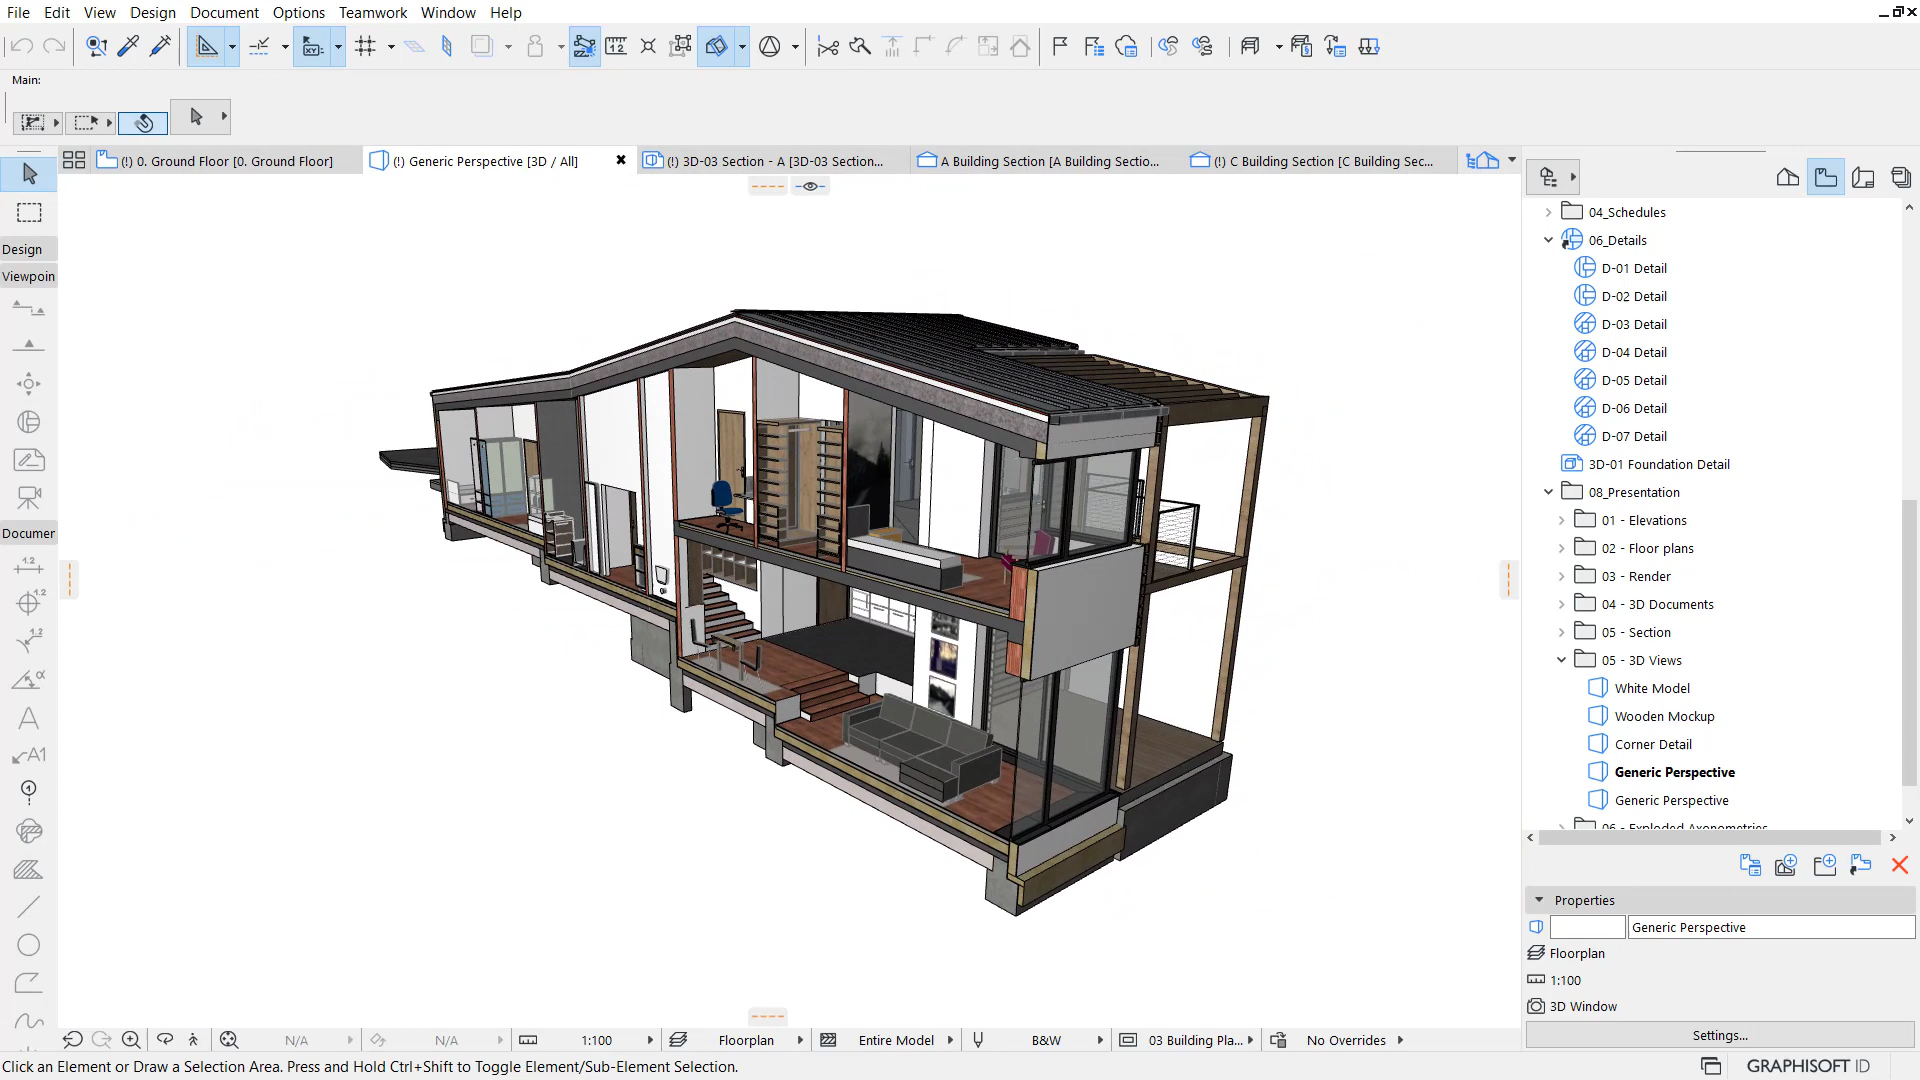 File Edit View Design Document Options Teamwork Window Help
Main:
(!) 0. Ground Floor [0. Ground Floor]
(!) Generic Perspective [3D / All]
(!) 3D-03 Section - A [3D-03 Section...
A Building Section [A Building Sectio...
(!) C Building Section [C Building Sec...
Design
Viewpoin
Documer
04_Schedules
06_Details
D-01 Detail
D-02 Detail
D-03 Detail
D-04 Detail
D-05 Detail
D-06 Detail
D-07 Detail
3D-01 Foundation Detail
08_Presentation
01 - Elevations
02 - Floor plans
03 - Render
04 - 3D Documents
05 - Section
05 - 3D Views
White Model
Wooden Mockup
Corner Detail
Generic Perspective
Generic Perspective
06 - Exploded Axonometries
Properties
Generic Perspective
Floorplan
1:100
3D Window
Settings...
N/A
N/A
1:100
Floorplan
Entire Model
B&W
03 Building Pla...
No Overrides
Click an Element or Draw a Selection Area. Press and Hold Ctrl+Shift to Toggle Element/Sub-Element Selection.
GRAPHISOFT ID